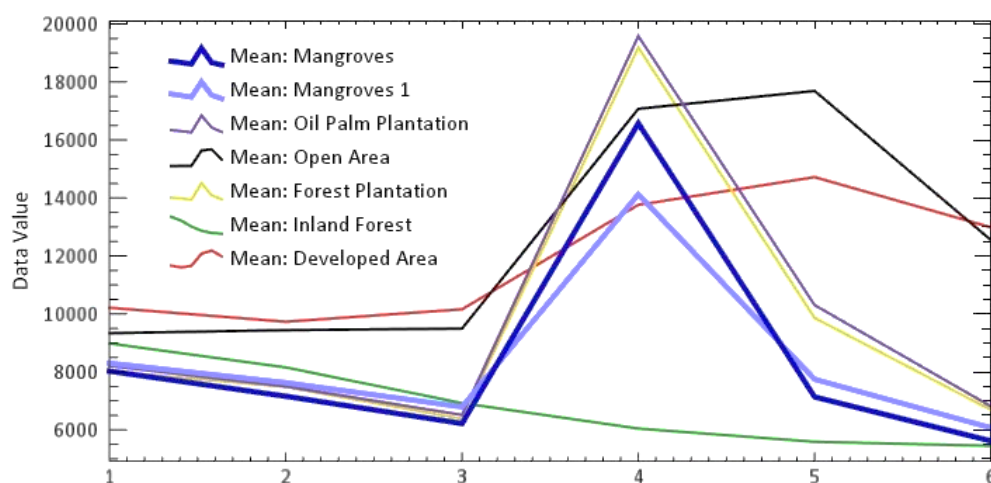 20000
18000
16000
14000
12000
10000
8000
6000
Data Value
Mean: Mangroves
Mean: Mangroves 1
Mean: Oil Palm Plantation
Mean: Open Area
Mean: Forest Plantation
Mean: Inland Forest
Mean: Developed Area
1 2 3 4 5 6